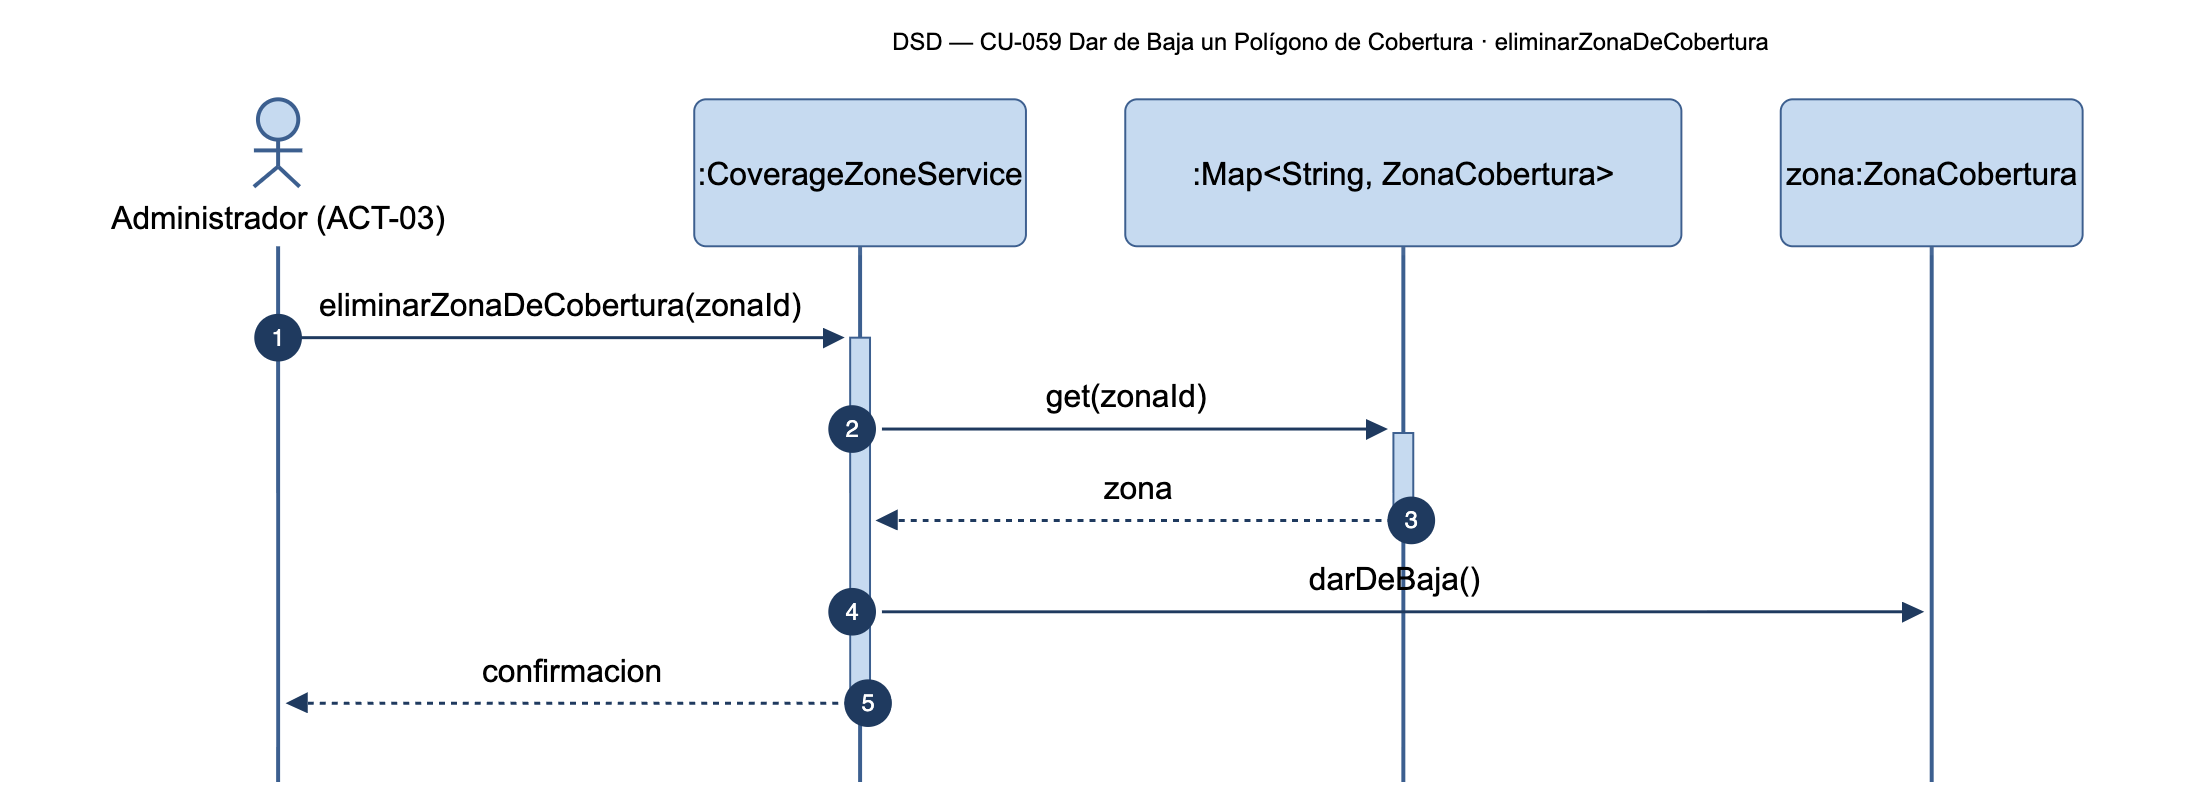 DSD — CU-059 Dar de Baja un Polígono de Cobertura · eliminarZonaDeCobertura
Administrador (ACT-03)
:CoverageZoneService
:Map<String, ZonaCobertura>
zona:ZonaCobertura
eliminarZonaDeCobertura(zonaId)
1
get(zonaId)
2
zona
3
darDeBaja()
4
confirmacion
5